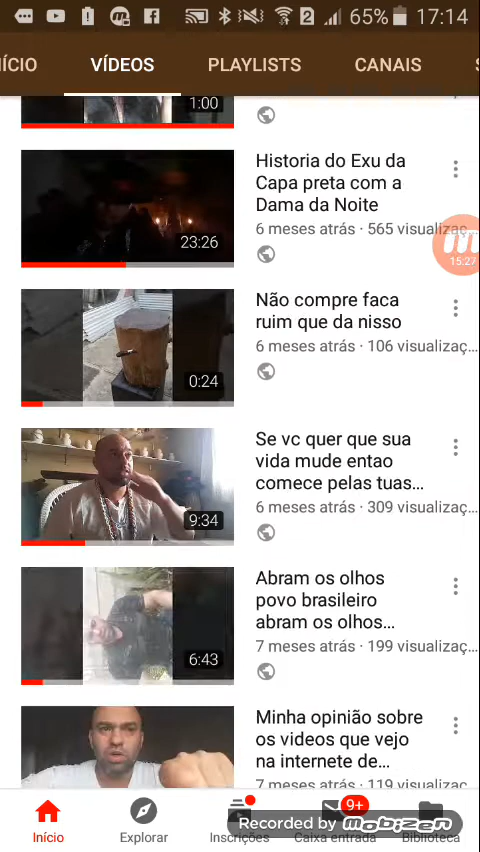 2 65% 17:14
ÍCIO VÍDEOS PLAYLISTS CANAIS
1:00
Historia do Exu da
Capa preta com a
Dama da Noite
6 meses atrás · 565 visualizaç...
23:26
15:27
Não compre faca
ruim que da nisso
6 meses atrás · 106 visualizaç...
0:24
Se vc quer que sua
vida mude entao
comece pelas tuas...
6 meses atrás · 309 visualizaç...
9:34
Abram os olhos
povo brasileiro
abram os olhos...
7 meses atrás · 199 visualizaç...
6:43
Minha opinião sobre
os videos que vejo
na internet de...
7 meses atrás · 119 visualizaç
9+
Recorded by mobizen
Início Explorar Inscrições Caixa entrada Biblioteca